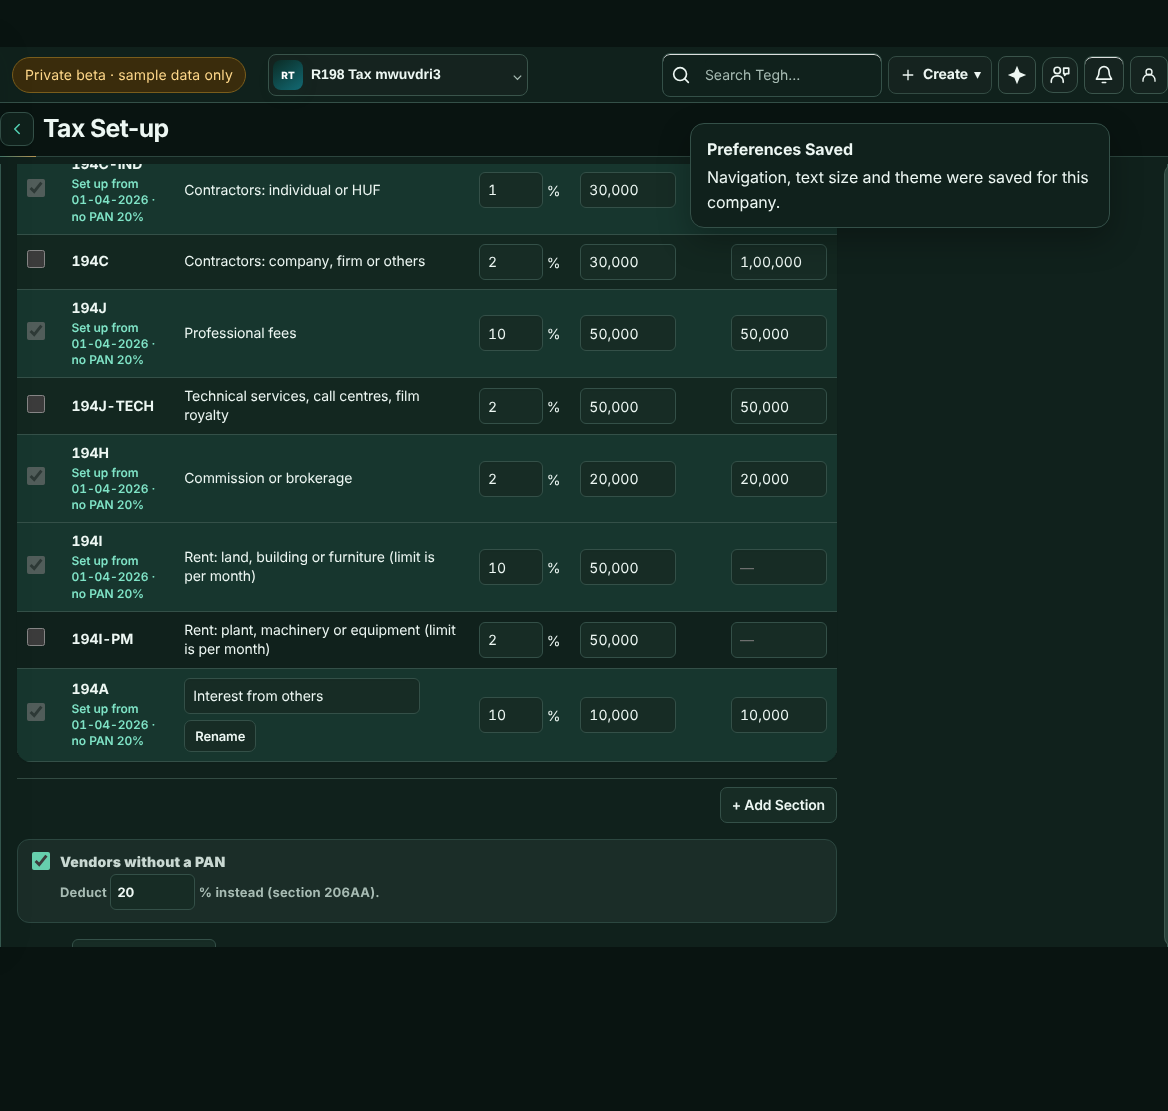 Private beta · sample data only
RT
R198 Tax mwuvdri3
Search Tegh...
+ Create ▾
Tax Set-up
Preferences Saved
Navigation, text size and theme were saved for this
company.
194C-IND
Set up from
01-04-2026 ·
no PAN 20%
Contractors: individual or HUF
1 %
30,000
194C
Contractors: company, firm or others
2 %
30,000
1,00,000
194J
Set up from
01-04-2026 ·
no PAN 20%
Professional fees
10 %
50,000
50,000
194J-TECH
Technical services, call centres, film
royalty
2 %
50,000
50,000
194H
Set up from
01-04-2026 ·
no PAN 20%
Commission or brokerage
2 %
20,000
20,000
194I
Set up from
01-04-2026 ·
no PAN 20%
Rent: land, building or furniture (limit is
per month)
10 %
50,000
—
194I-PM
Rent: plant, machinery or equipment (limit
is per month)
2 %
50,000
—
194A
Set up from
01-04-2026 ·
no PAN 20%
Interest from others
Rename
10 %
10,000
10,000
+ Add Section
Vendors without a PAN
Deduct 20 % instead (section 206AA).